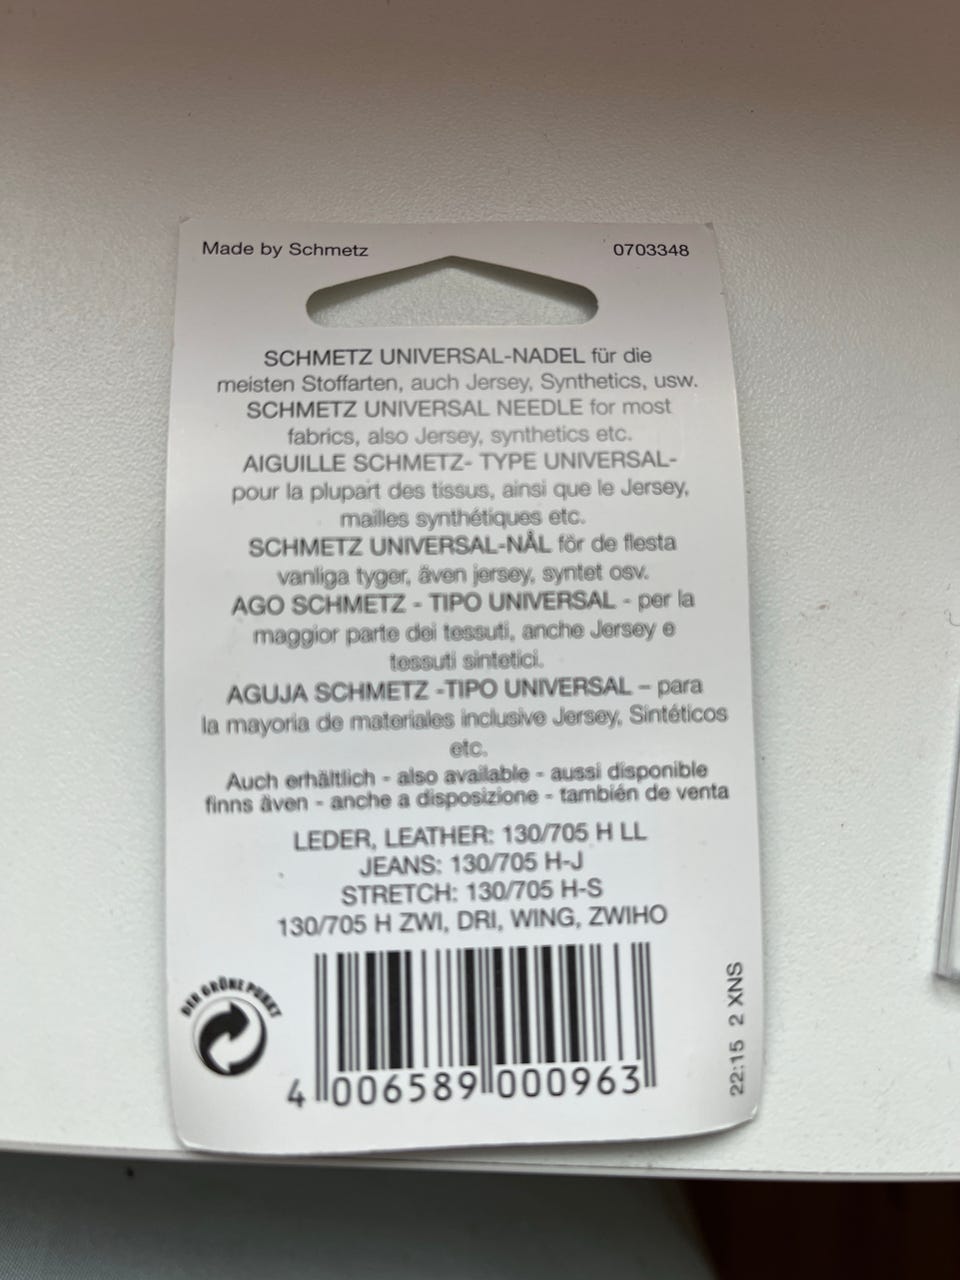 Made by Schmetz 0703348
SCHMETZ UNIVERSAL-NADEL für die
meisten Stoffarten, auch Jersey, Synthetics, usw.
SCHMETZ UNIVERSAL NEEDLE for most
fabrics, also Jersey, synthetics etc.
AIGUILLE SCHMETZ- TYPE UNIVERSAL-
pour la plupart des tissus, ainsi que le Jersey,
mailles synthétiques etc.
SCHMETZ UNIVERSAL-NÅL för de flesta
vanliga tyger, även jersey, syntet osv.
AGO SCHMETZ - TIPO UNIVERSAL - per la
maggior parte dei tessuti, anche Jersey e
tessuti sintetici.
AGUJA SCHMETZ -TIPO UNIVERSAL – para
la mayoria de materiales inclusive Jersey, Sintéticos
etc.
Auch erhältlich - also available - aussi disponible
finns även - anche a disposizione - también de venta
LEDER, LEATHER: 130/705 H LL
JEANS: 130/705 H-J
STRETCH: 130/705 H-S
130/705 H ZWI, DRI, WING, ZWIHO
DER GRÜNE PUNKT
4 006589 000963
22:15 2 XNS